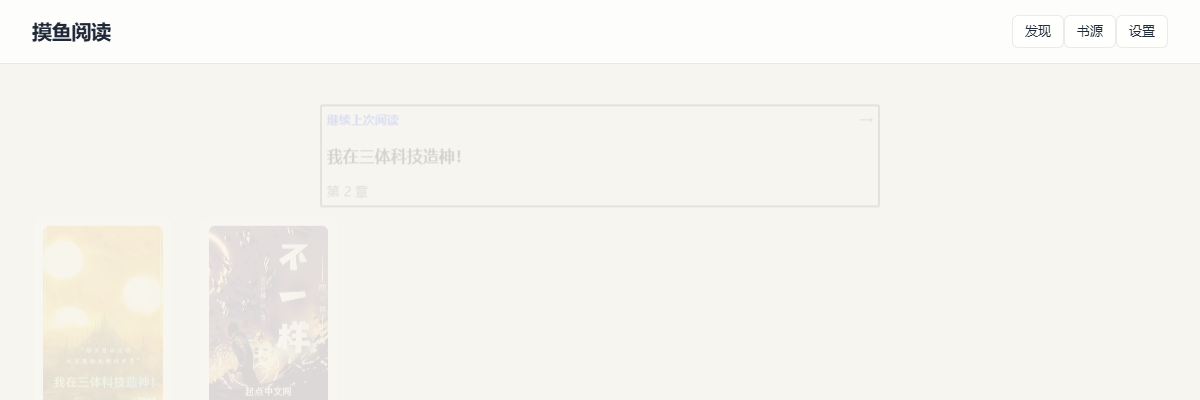 摸鱼阅读
发现
书源
设置
继续上次阅读
→
我在三体科技造神!
第 2 章
我在三体科技造神!
不一样
起点中文网